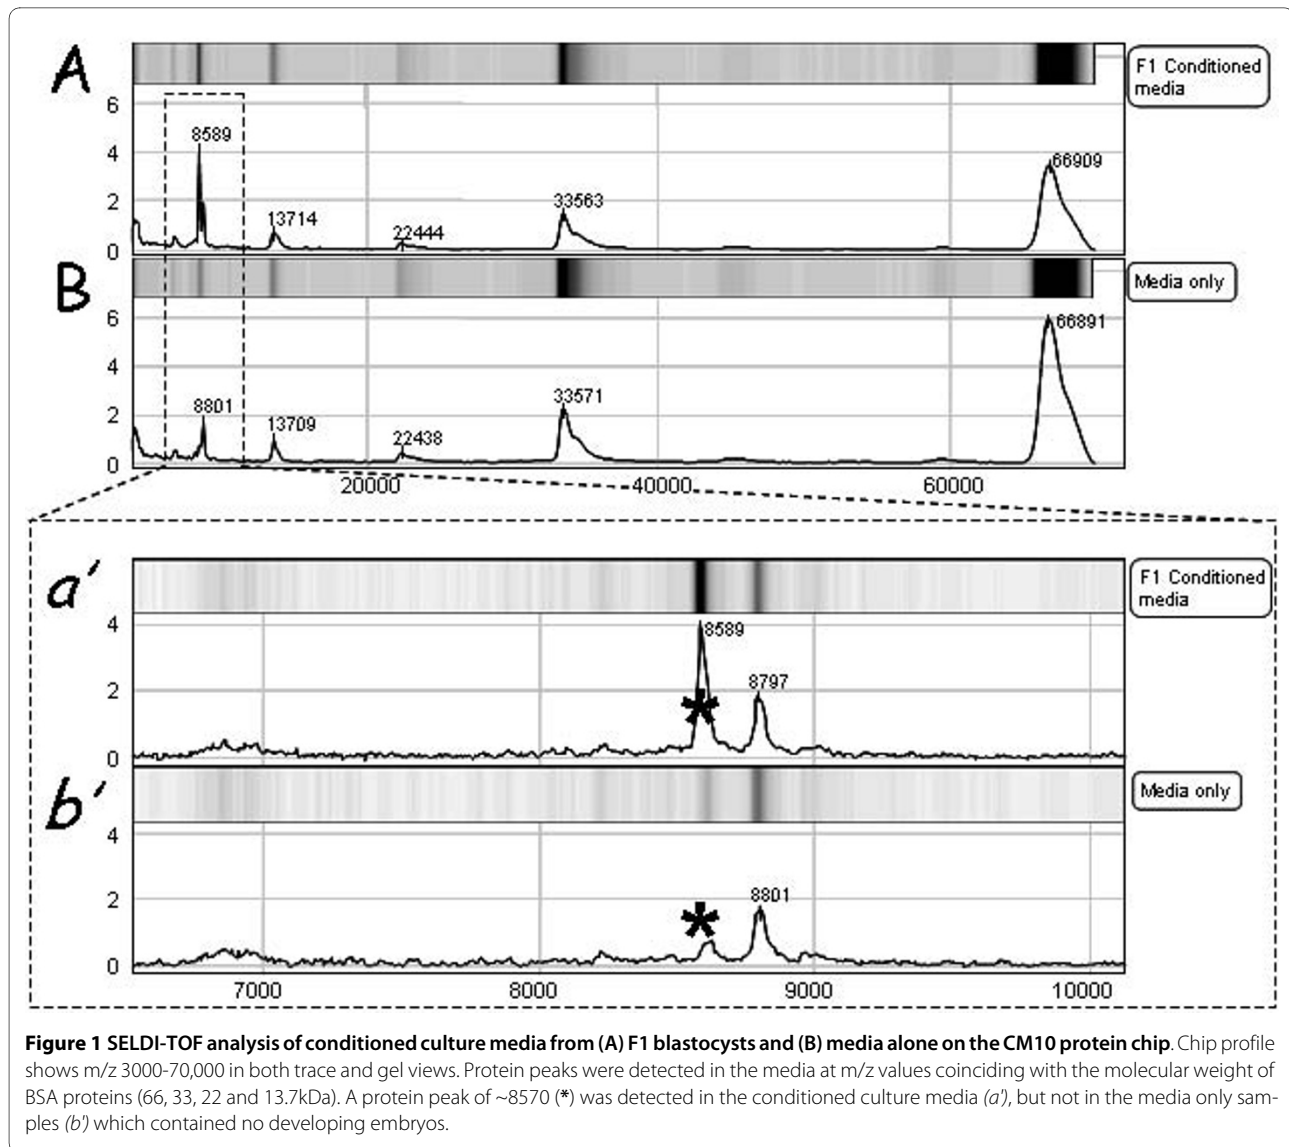 A
F1 Conditioned
media
6
4
2
0
8589
13714
22444
33563
66909
B
Media only
6
4
2
0
8801
13709
22438
33571
66891
20000 40000 60000
a'
F1 Conditioned
media
4
2
0
8589
8797
*
b'
Media only
4
2
0
*
8801
7000 8000 9000 10000
Figure 1 SELDI-TOF analysis of conditioned culture media from (A) F1 blastocysts and (B) media alone on the CM10 protein chip. Chip profile
shows m/z 3000-70,000 in both trace and gel views. Protein peaks were detected in the media at m/z values coinciding with the molecular weight of
BSA proteins (66, 33, 22 and 13.7kDa). A protein peak of ~8570 (*) was detected in the conditioned culture media (a'), but not in the media only sam-
ples (b') which contained no developing embryos.